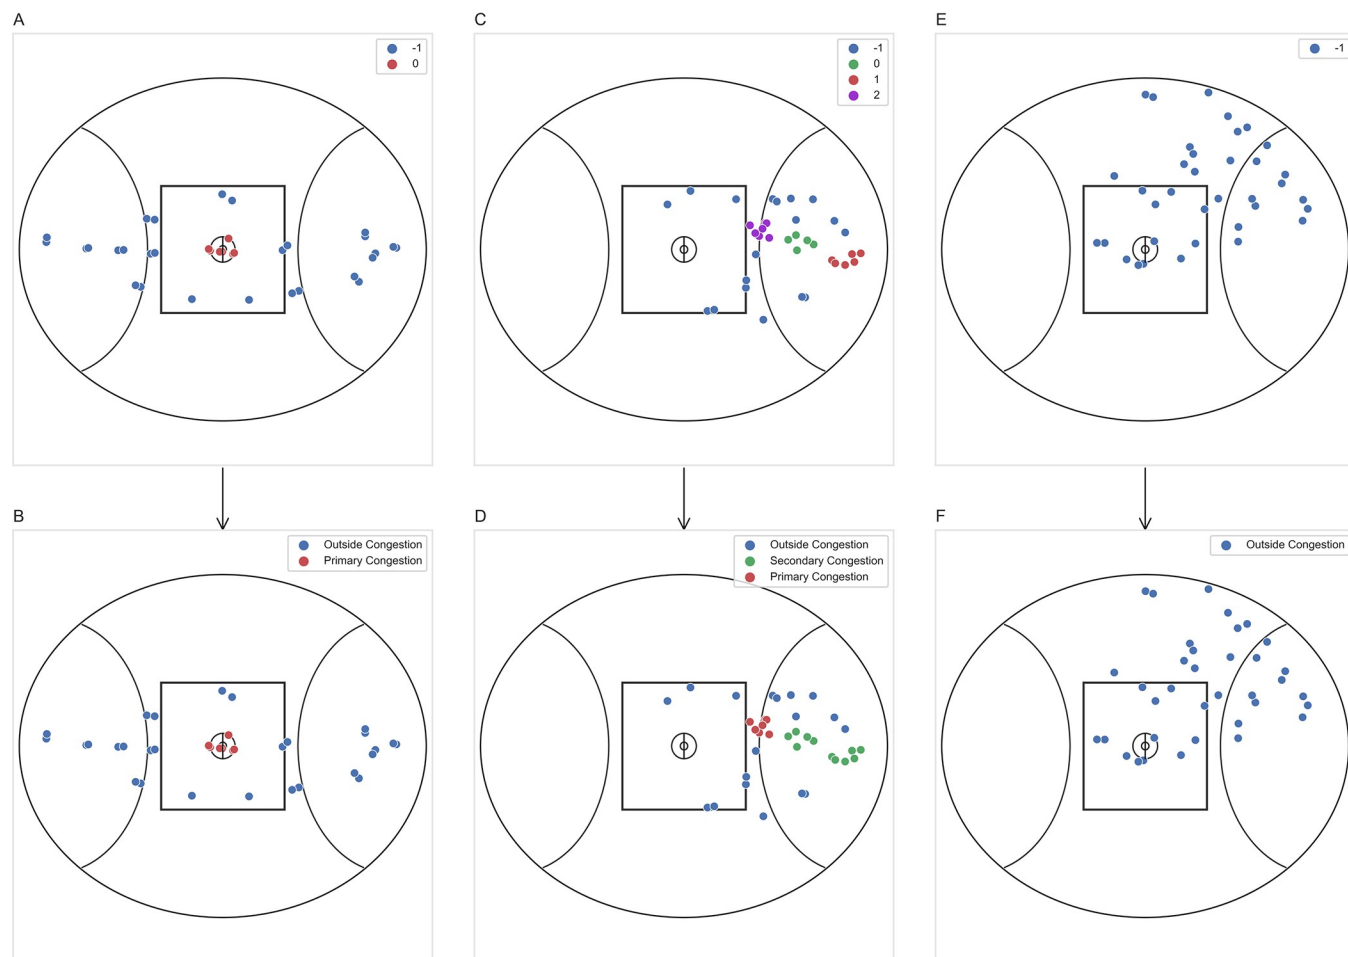 A
-1
0
C
-1
0
1
2
E
-1
B
Outside Congestion
Primary Congestion
D
Outside Congestion
Secondary Congestion
Primary Congestion
F
Outside Congestion